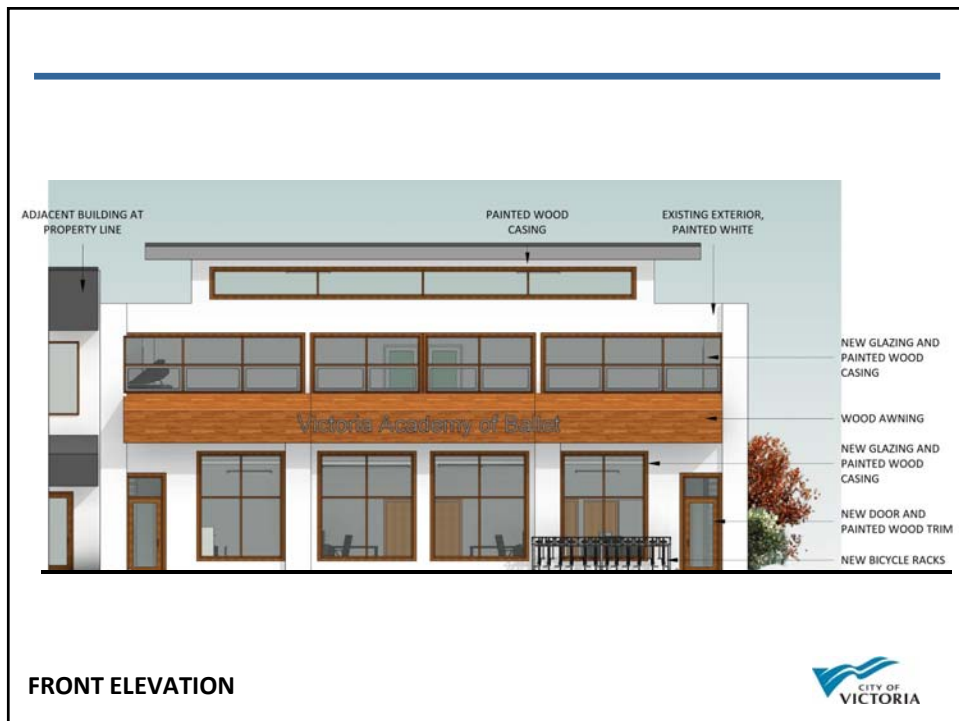 ADJACENT BUILDING AT
PROPERTY LINE
PAINTED WOOD
CASING
EXISTING EXTERIOR,
PAINTED WHITE
NEW GLAZING AND
PAINTED WOOD
CASING
Victoria Academy of Ballet
WOOD AWNING
NEW GLAZING AND
PAINTED WOOD
CASING
NEW DOOR AND
PAINTED WOOD TRIM
NEW BICYCLE RACKS
FRONT ELEVATION
CITY OF
VICTORIA